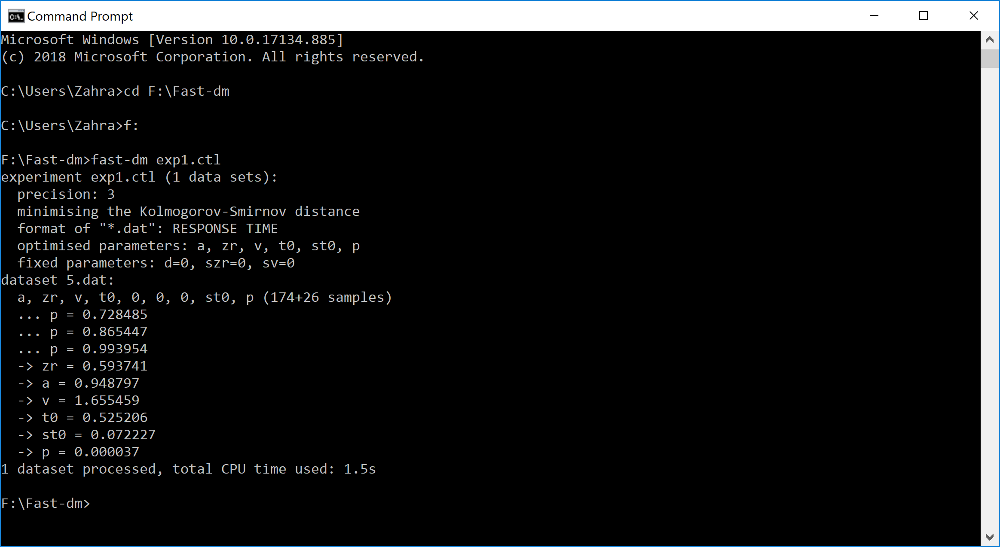 Command Prompt
Microsoft Windows [Version 10.0.17134.885]
(c) 2018 Microsoft Corporation. All rights reserved.
C:\Users\Zahra>cd F:\Fast-dm
C:\Users\Zahra>f:
F:\Fast-dm>fast-dm exp1.ctl
experiment exp1.ctl (1 data sets):
  precision: 3
  minimising the Kolmogorov-Smirnov distance
  format of "*.dat": RESPONSE TIME
  optimised parameters: a, zr, v, t0, st0, p
  fixed parameters: d=0, szr=0, sv=0
dataset 5.dat:
  a, zr, v, t0, 0, 0, 0, st0, p (174+26 samples)
  ... p = 0.728485
  ... p = 0.865447
  ... p = 0.993954
  -> zr = 0.593741
  -> a = 0.948797
  -> v = 1.655459
  -> t0 = 0.525206
  -> st0 = 0.072227
  -> p = 0.000037
1 dataset processed, total CPU time used: 1.5s
F:\Fast-dm>